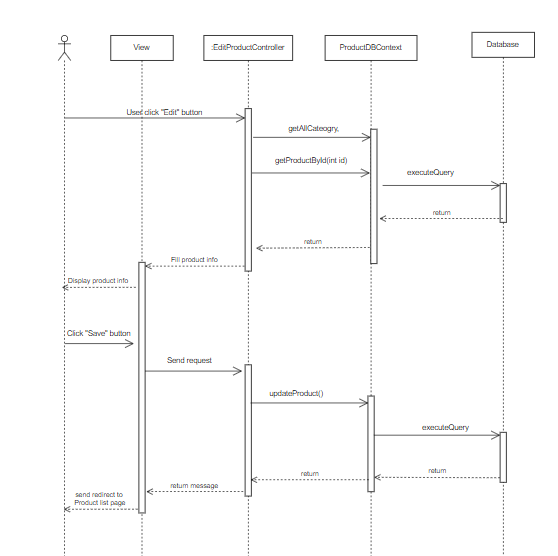 View
:EditProductController
ProductDBContext
Database
User click "Edit" button
getAllCateogry,
getProductById(int id)
executeQuery
return
return
Fill product info
Display product info
Click "Save" button
Send request
updateProduct()
executeQuery
return
return
return message
send redirect to
Product list page